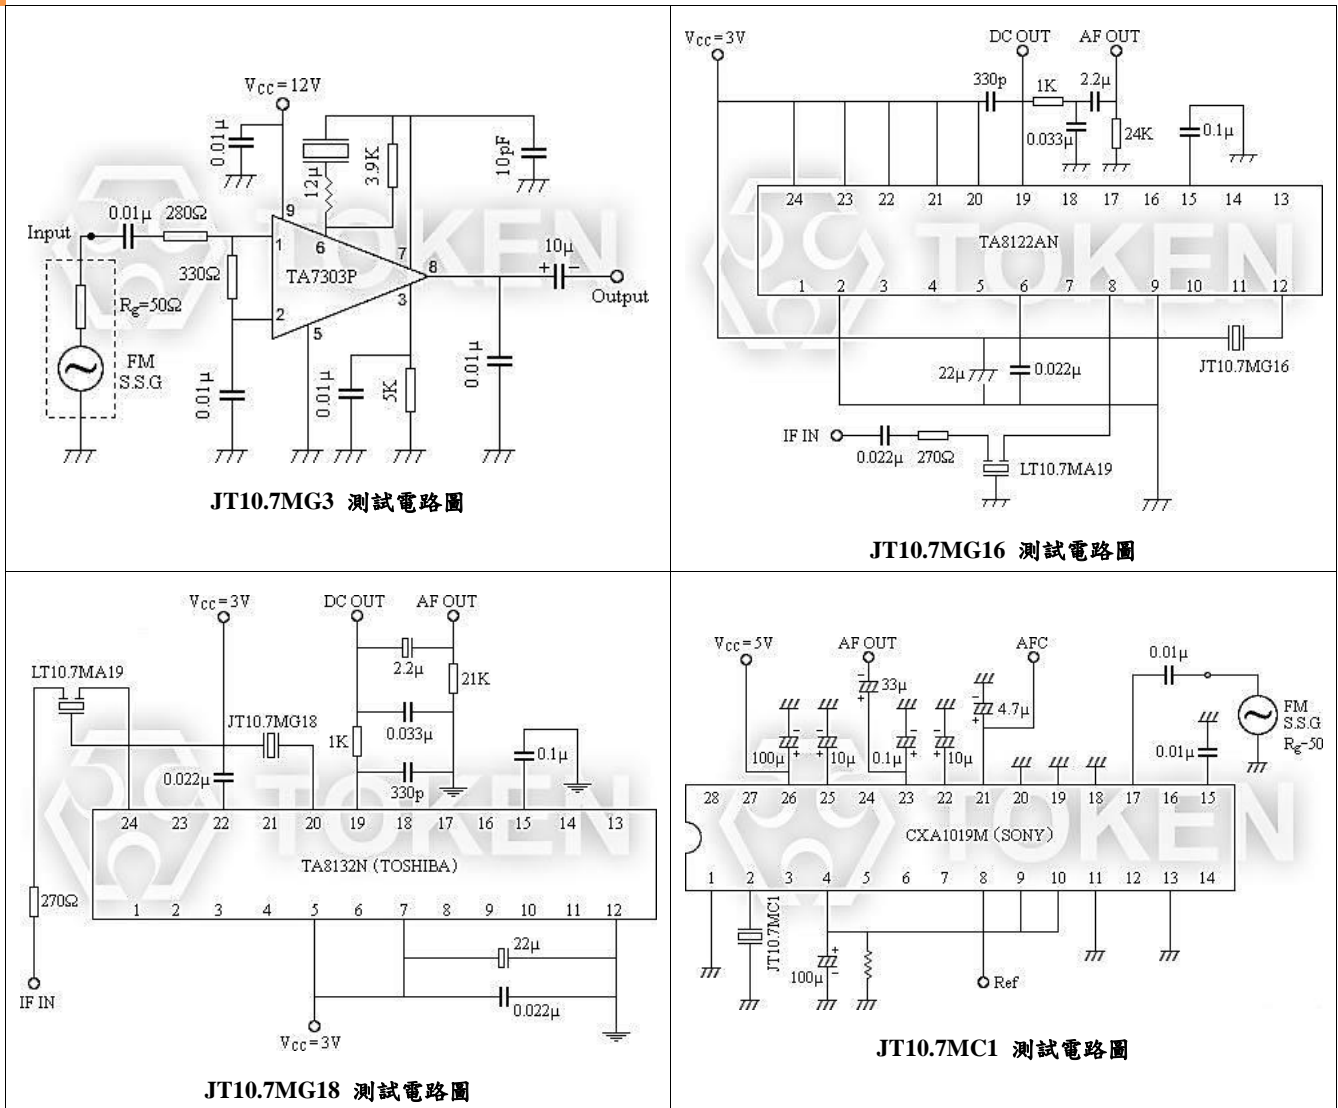 VCC=12V
0.01μ
12μ
3.9K
10pF
TOKEN
Input
0.01μ
280Ω
9
1
6
7
8
10μ
+ −
330Ω
TA7303P
Output
Rg=50Ω
2
3
5
FM
S.S.G
0.01μ
0.01μ
5K
0.01μ
JT10.7MG3 測試電路圖
VCC=3V
DC OUT
AF OUT
330p
1K
2.2μ
0.033μ
24K
0.1μ
24 23 22 21 20 19 18 17 16 15 14 13
TA8122AN
TOKEN
1 2 3 4 5 6 7 8 9 10 11 12
22μ
0.022μ
JT10.7MG16
IF IN
0.022μ
270Ω
LT10.7MA19
JT10.7MG16 測試電路圖
VCC=3V
DC OUT
AF OUT
LT10.7MA19
2.2μ
21K
JT10.7MG18
1K
0.033μ
0.1μ
0.022μ
330p
24 23 22 21 20 19 18 17 16 15 14 13
TOKEN
TA8132N (TOSHIBA)
270Ω
1 2 3 4 5 6 7 8 9 10 11 12
22μ
0.022μ
IF IN
VCC=3V
JT10.7MG18 測試電路圖
VCC=5V
AF OUT
AFC
0.01μ
33μ
4.7μ
FM
S.S.G
Rg-50
100μ
10μ
0.1μ
10μ
0.01μ
28 27 26 25 24 23 22 21 20 19 18 17 16 15
TOKEN
CXA1019M (SONY)
1 2 3 4 5 6 7 8 9 10 11 12 13 14
JT10.7MC1
100μ
Ref
JT10.7MC1 測試電路圖